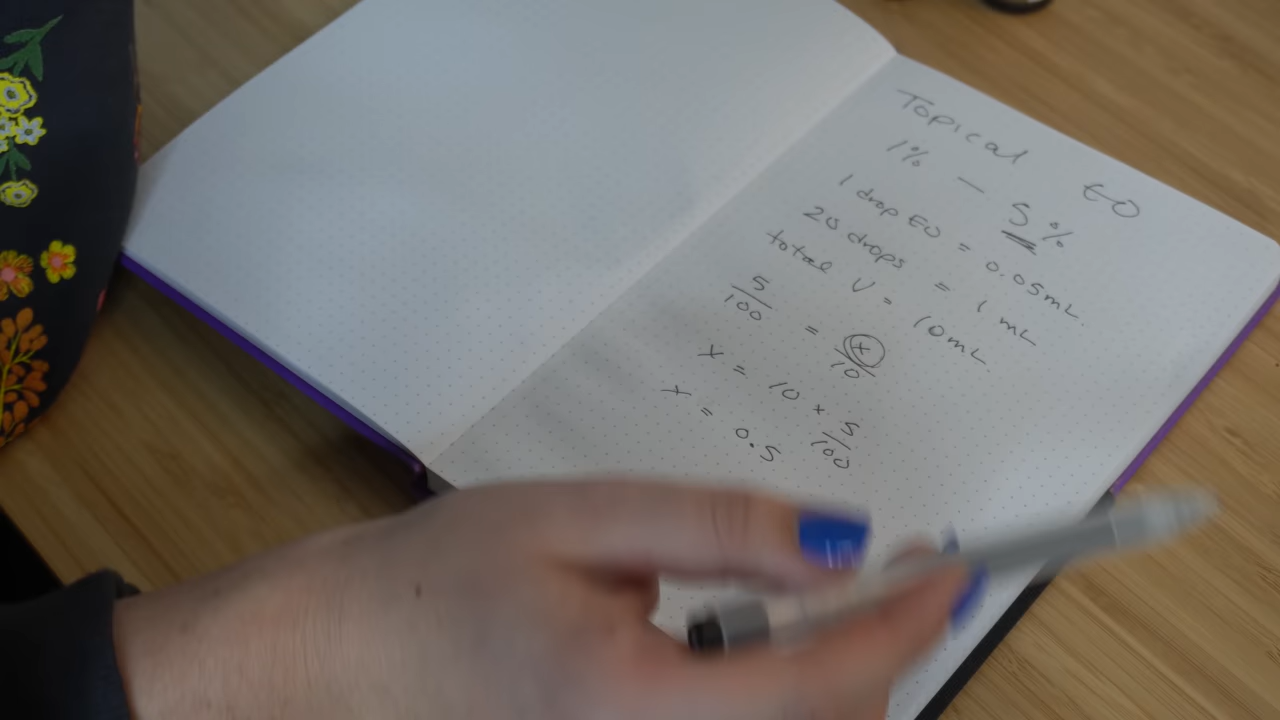 Topical EO
1% - 5%
1 drop EO = 0.05mL
20 drops = 1 mL
total V = 10mL
5/100 = x/10
x = 10 x 5/100
x = 0.5